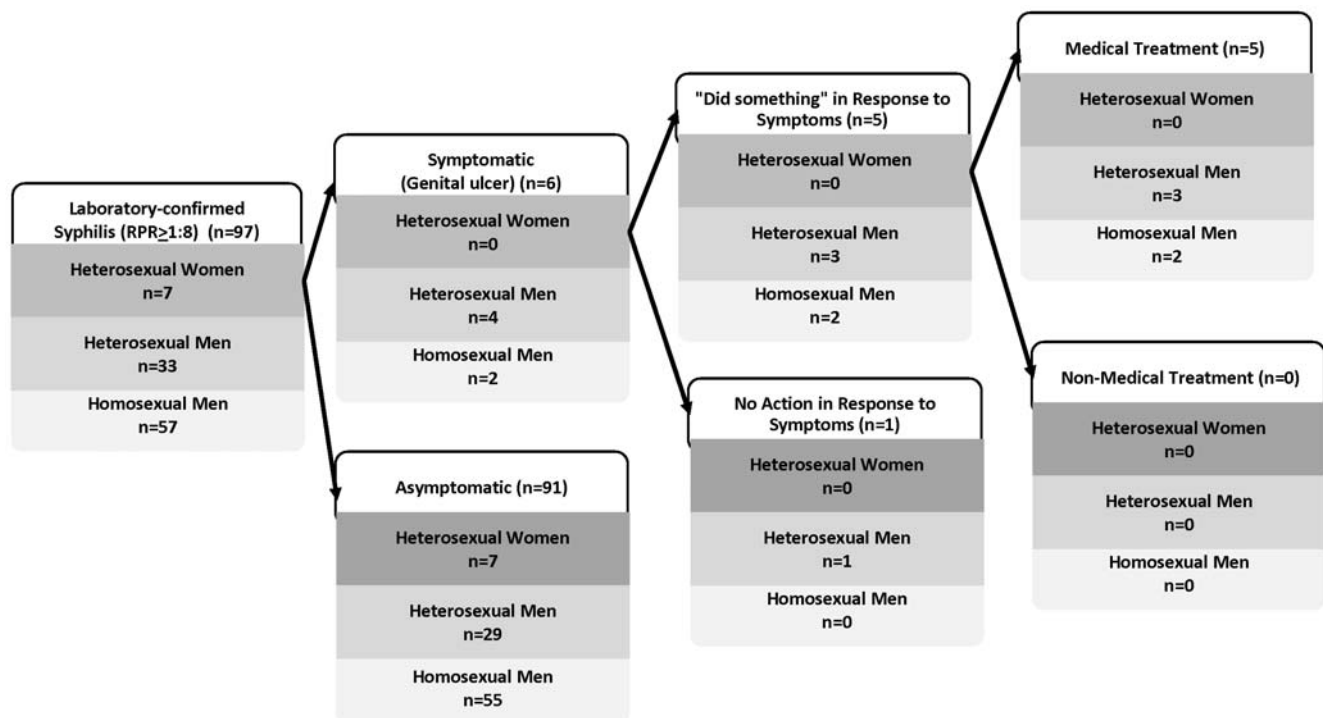 Laboratory-confirmed
Syphilis (RPR≥1:8) (n=97)
Heterosexual Women
n=7
Heterosexual Men
n=33
Homosexual Men
n=57
Symptomatic
(Genital ulcer) (n=6)
Heterosexual Women
n=0
Heterosexual Men
n=4
Homosexual Men
n=2
Asymptomatic (n=91)
Heterosexual Women
n=7
Heterosexual Men
n=29
Homosexual Men
n=55
"Did something" in Response to
Symptoms (n=5)
Heterosexual Women
n=0
Heterosexual Men
n=3
Homosexual Men
n=2
No Action in Response to
Symptoms (n=1)
Heterosexual Women
n=0
Heterosexual Men
n=1
Homosexual Men
n=0
Medical Treatment (n=5)
Heterosexual Women
n=0
Heterosexual Men
n=3
Homosexual Men
n=2
Non-Medical Treatment (n=0)
Heterosexual Women
n=0
Heterosexual Men
n=0
Homosexual Men
n=0